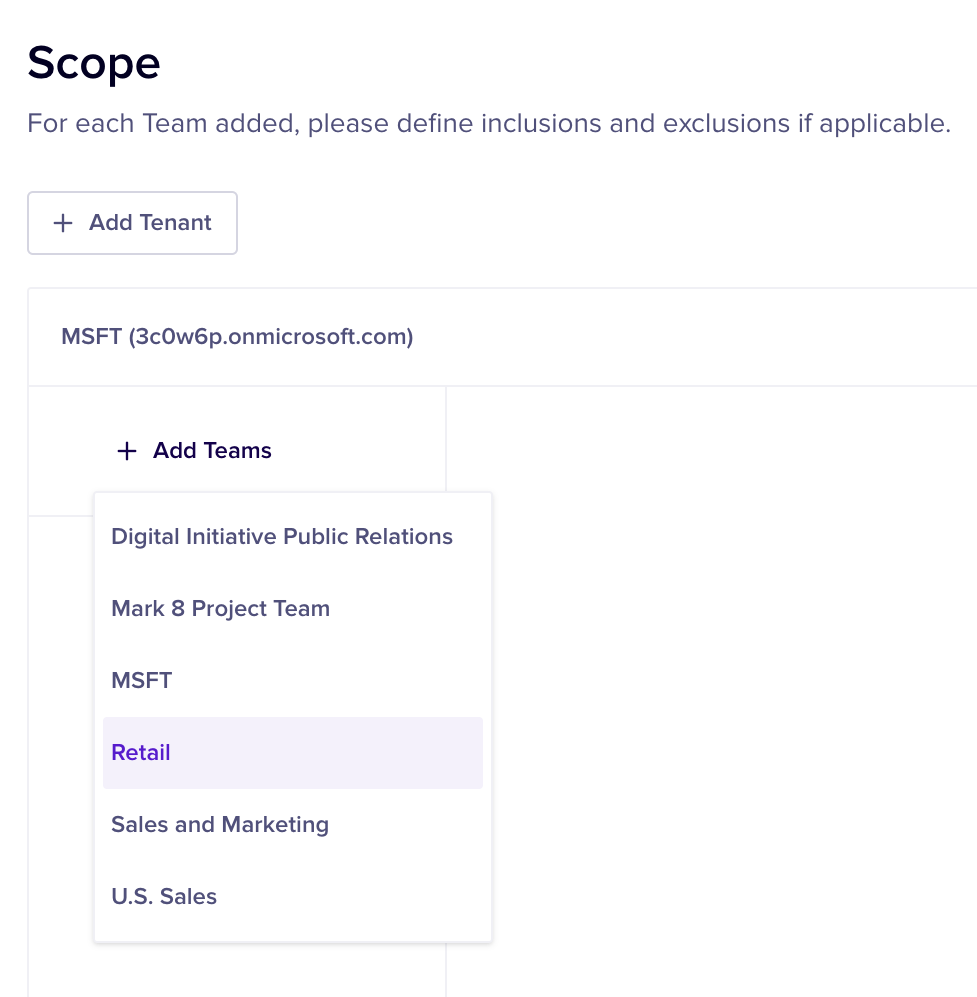 Scope
For each Team added, please define inclusions and exclusions if applicable.
+ Add Tenant
MSFT (3c0w6p.onmicrosoft.com)
+ Add Teams
Digital Initiative Public Relations
Mark 8 Project Team
MSFT
Retail
Sales and Marketing
U.S. Sales